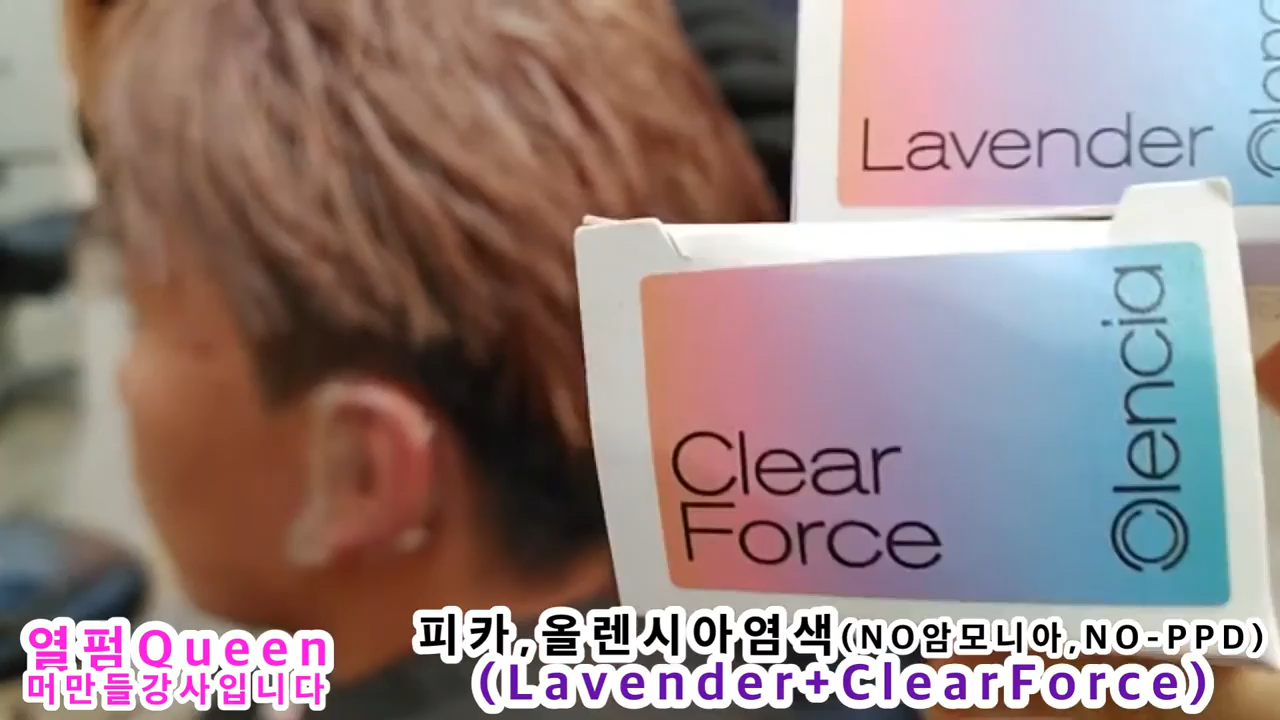 Lavender
Clear
Force
Olencia
열펌Queen
머만들강사입니다
피카,올렌시아염색(NO암모니아,NO-PPD)
(Lavender+ClearForce)